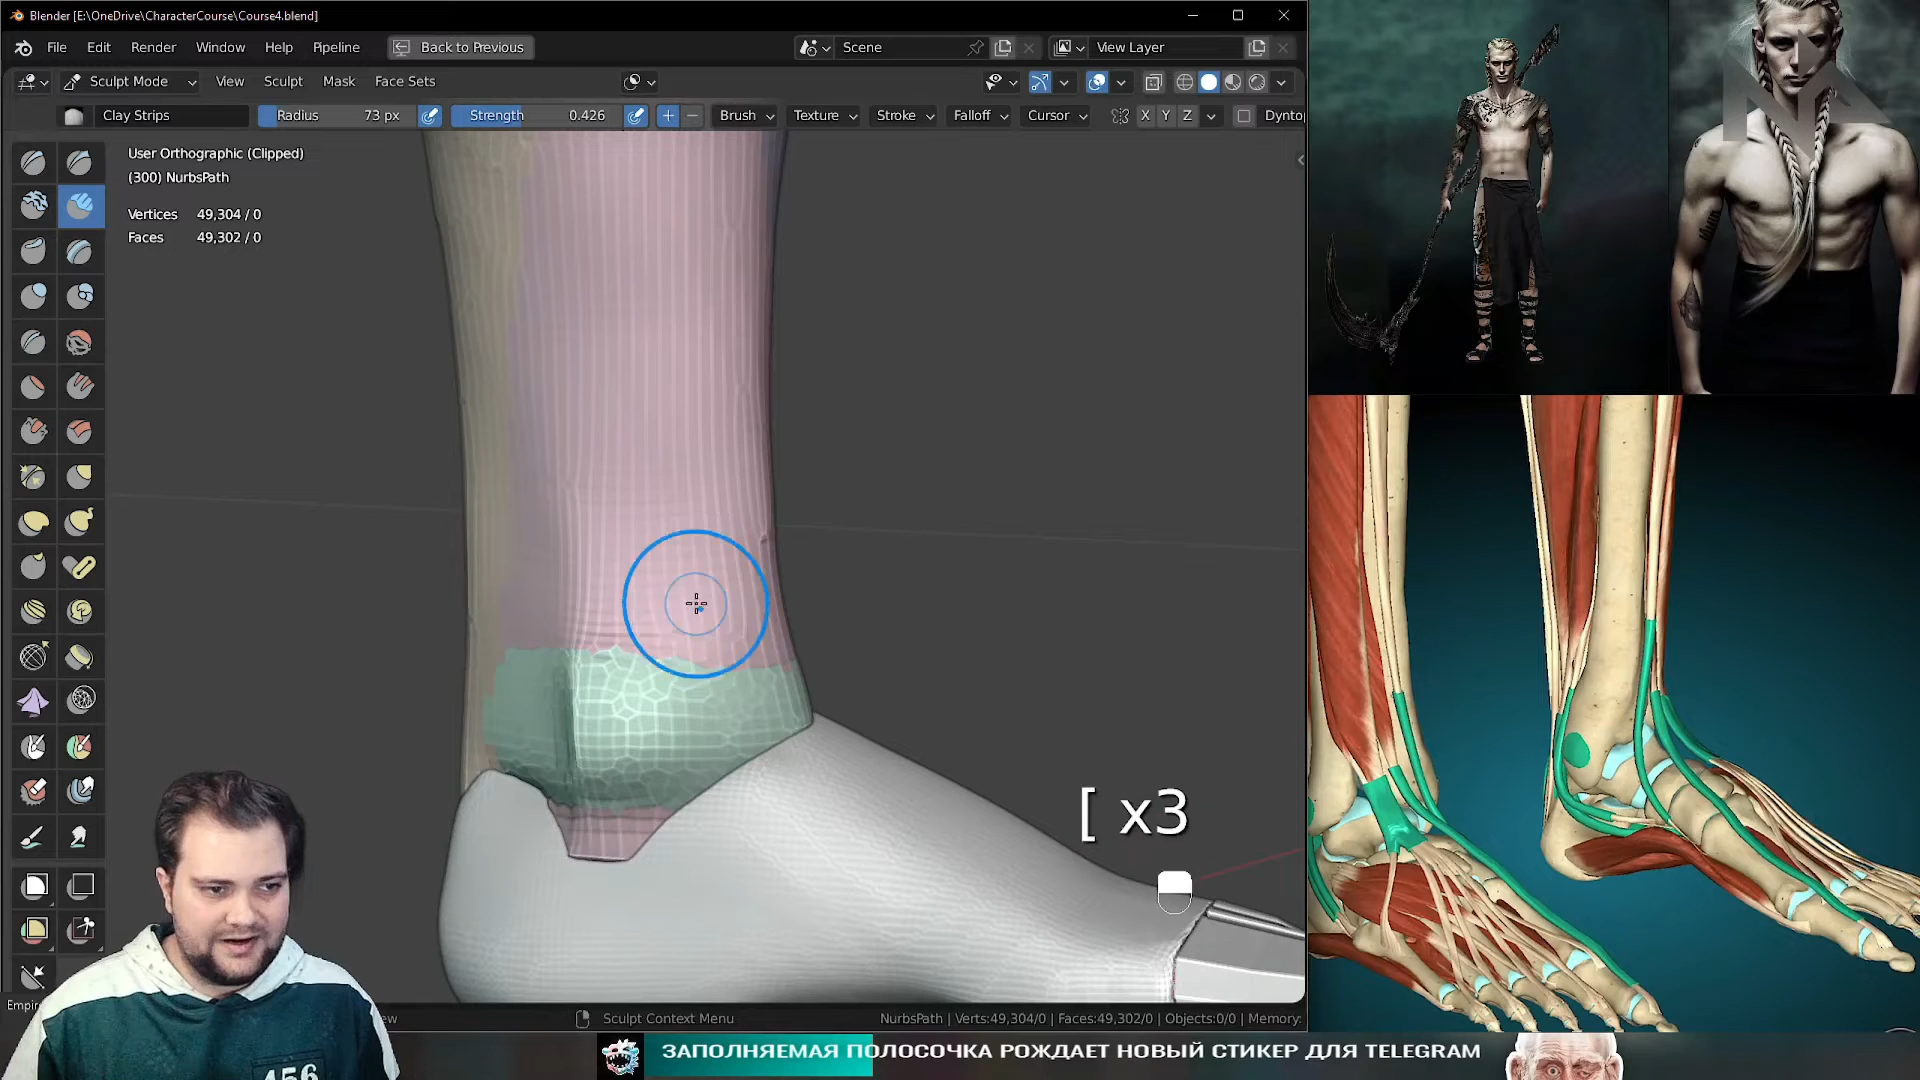 Blender [E:\OneDrive\CharacterCourse\Course4.blend]
File Edit Render Window Help Pipeline Back to Previous Scene View Layer
Sculpt Mode View Sculpt Mask Face Sets
Clay Strips Radius 73 px Strength 0.426 Brush Texture Stroke Falloff Cursor X Y Z Dynto
User Orthographic (Clipped)
(300) NurbsPath
Vertices 49,304 / 0
Faces 49,302 / 0
[ x3
Empir
Sculpt Context Menu
NurbsPath | Verts:49,304/0 | Faces:49,302/0 | Objects:0/0 | Memory:
ЗАПОЛНЯЕМАЯ ПОЛОСОЧКА РОЖДАЕТ НОВЫЙ СТИКЕР ДЛЯ TELEGRAM
456